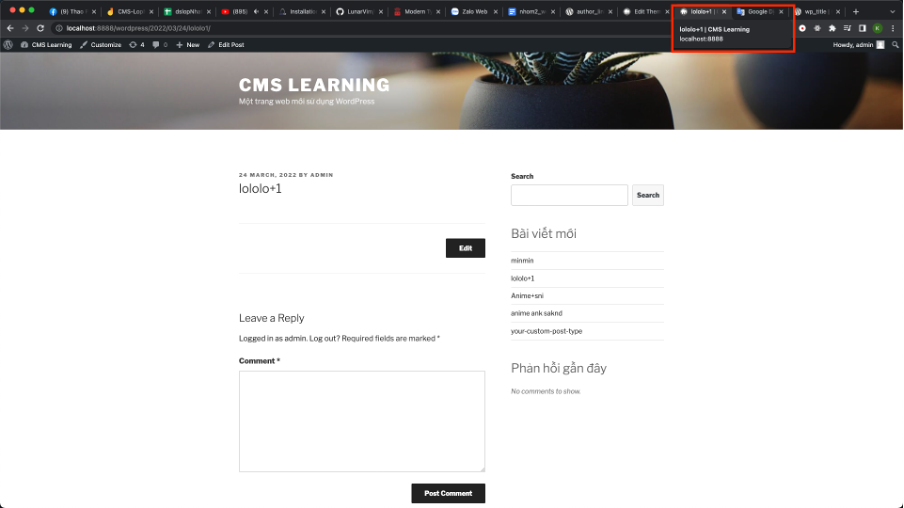 (9) Thao
CMS-Lop
dslopNh
(885)
Installatio
LunarVim
Modern T
Zalo Web
nhom2_
author_li
Edit Them
lololo+1 |
Google D
wp_title
localhost:8888/wordpress/2022/03/24/lololo1/
lololo+1 | CMS Learning
localhost:8888
CMS Learning
Customize
4
0
New
Edit Post
Howdy, admin
CMS LEARNING
Một trang web mới sử dụng WordPress
24 MARCH, 2022 BY ADMIN
lololo+1
Edit
Leave a Reply
Logged in as admin. Log out? Required fields are marked *
Comment *
Post Comment
Search
Search
Bài viết mới
minmin
lololo+1
Anime+sni
anime ank saknd
your-custom-post-type
Phản hồi gần đây
No comments to show.